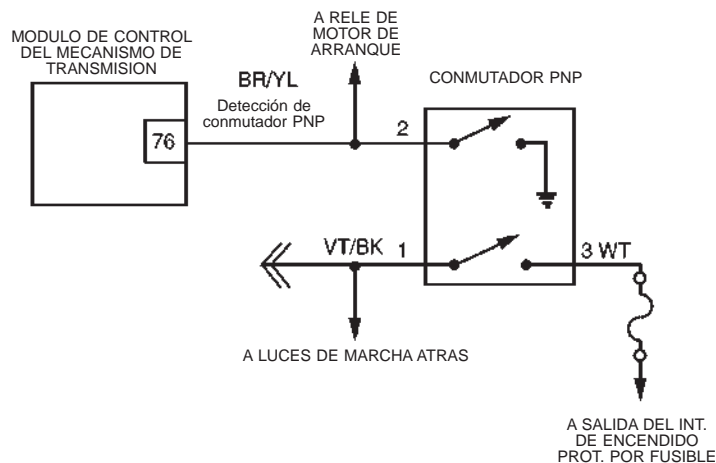 A RELE DE
MOTOR DE
ARRANQUE
MODULO DE CONTROL
DEL MECANISMO DE
TRANSMISION
BR/YL
Detección de
conmutador PNP
CONMUTADOR PNP
76
2
VT/BK
1
3 WT
A LUCES DE MARCHA ATRAS
A SALIDA DEL INT.
DE ENCENDIDO
PROT. POR FUSIBLE